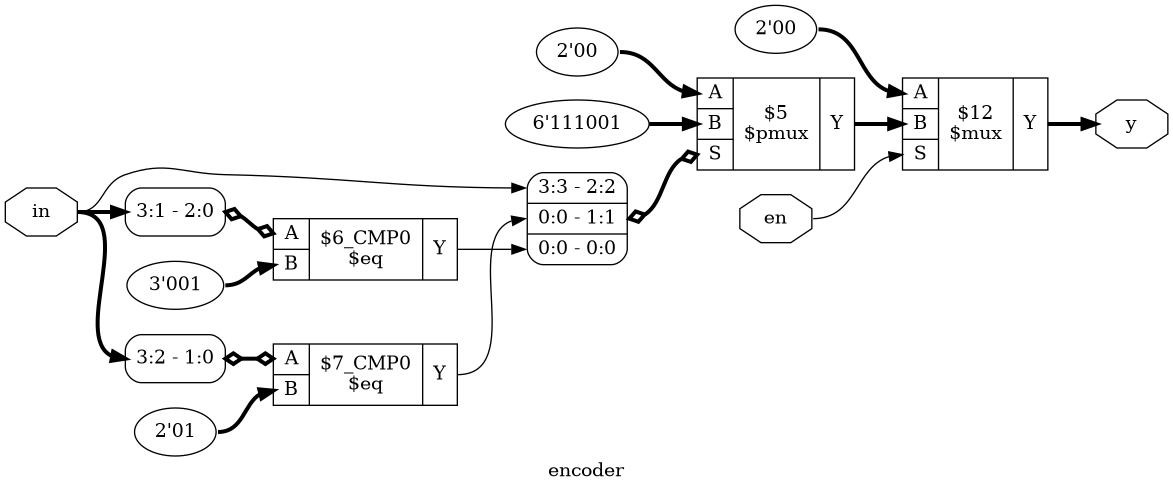 2'00
2'00
6'111001
A
B
S
$5
$pmux
Y
A
B
S
$12
$mux
Y
y
in
3:1 - 2:0
3'001
A
B
$6_CMP0
$eq
Y
3:3 - 2:2
0:0 - 1:1
0:0 - 0:0
en
3:2 - 1:0
2'01
A
B
$7_CMP0
$eq
Y
encoder